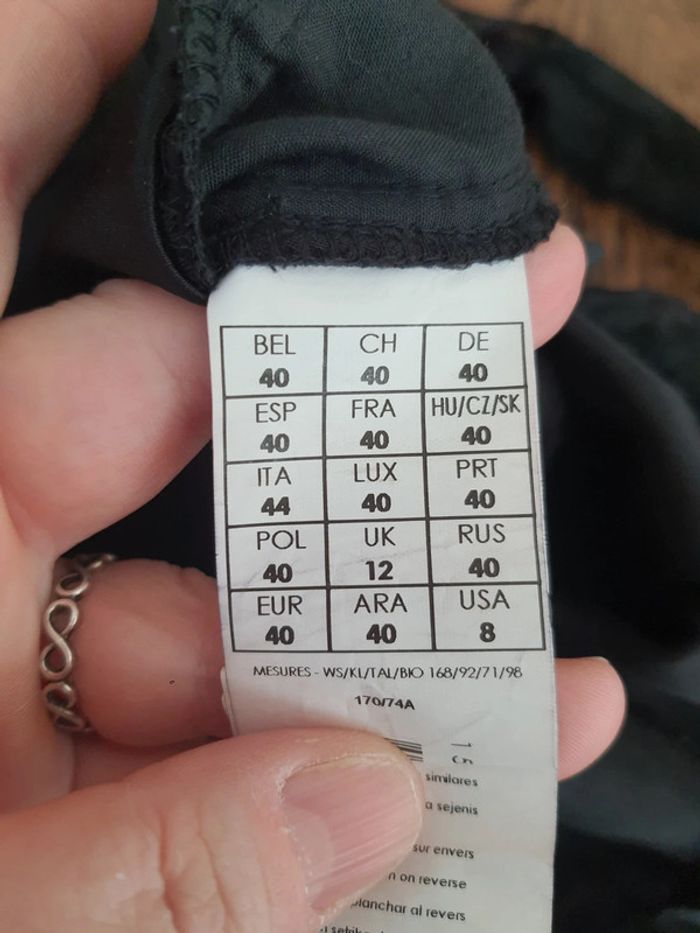 BEL CH DE
40 40 40
ESP FRA HU/CZ/SK
40 40 40
ITA LUX PRT
44 40 40
POL UK RUS
40 12 40
EUR ARA USA
40 40 8
MESURES - WS/KL/TAL/BIO 168/92/71/98
170/74A
similares
a sejenis
sur envers
on reverse
planchar al revers